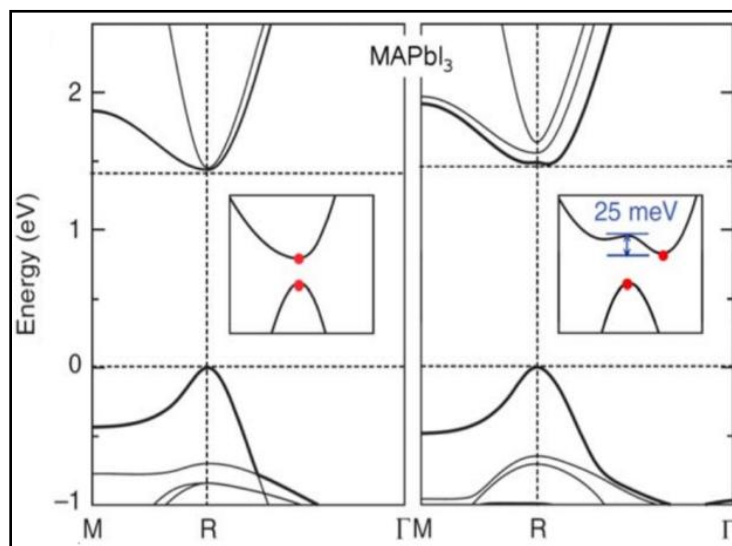 MAPbI₃
2
1
0
−1
Energy (eV)
25 meV
M R Γ M R Γ